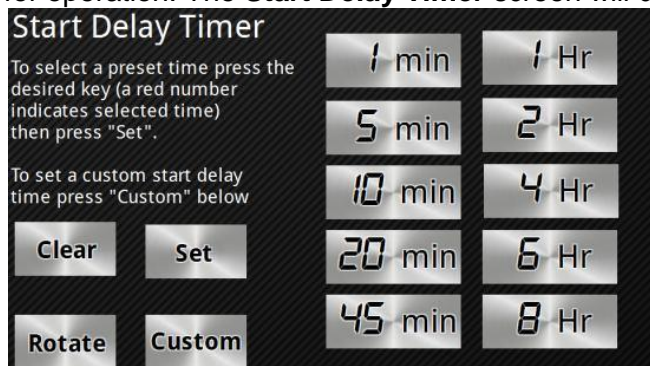 Start Delay Timer
To select a preset time press the
desired key (a red number
indicates selected time)
then press "Set".
To set a custom start delay
time press "Custom" below
Clear
Set
Rotate
Custom
1 min
1 Hr
5 min
2 Hr
10 min
4 Hr
20 min
6 Hr
45 min
8 Hr